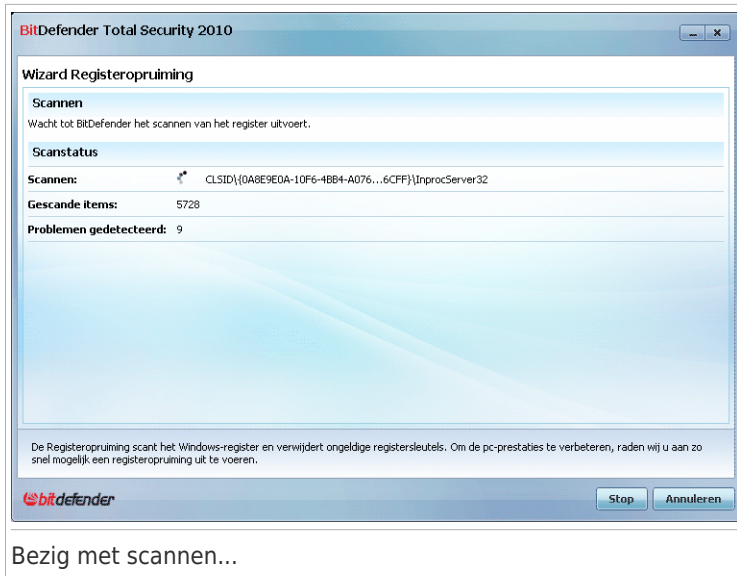 BitDefender Total Security 2010
Wizard Registeropruiming
Scannen
Wacht tot BitDefender het scannen van het register uitvoert.
Scanstatus
Scannen: CLSID\{0A8E9E0A-10F6-4BB4-A076...6CFF}\InprocServer32
Gescande items: 5728
Problemen gedetecteerd: 9
De Registeropruiming scant het Windows-register en verwijdert ongeldige registersleutels. Om de pc-prestaties te verbeteren, raden wij u aan zo
snel mogelijk een registeropruiming uit te voeren.
bitdefender
Stop Annuleren
Bezig met scannen...